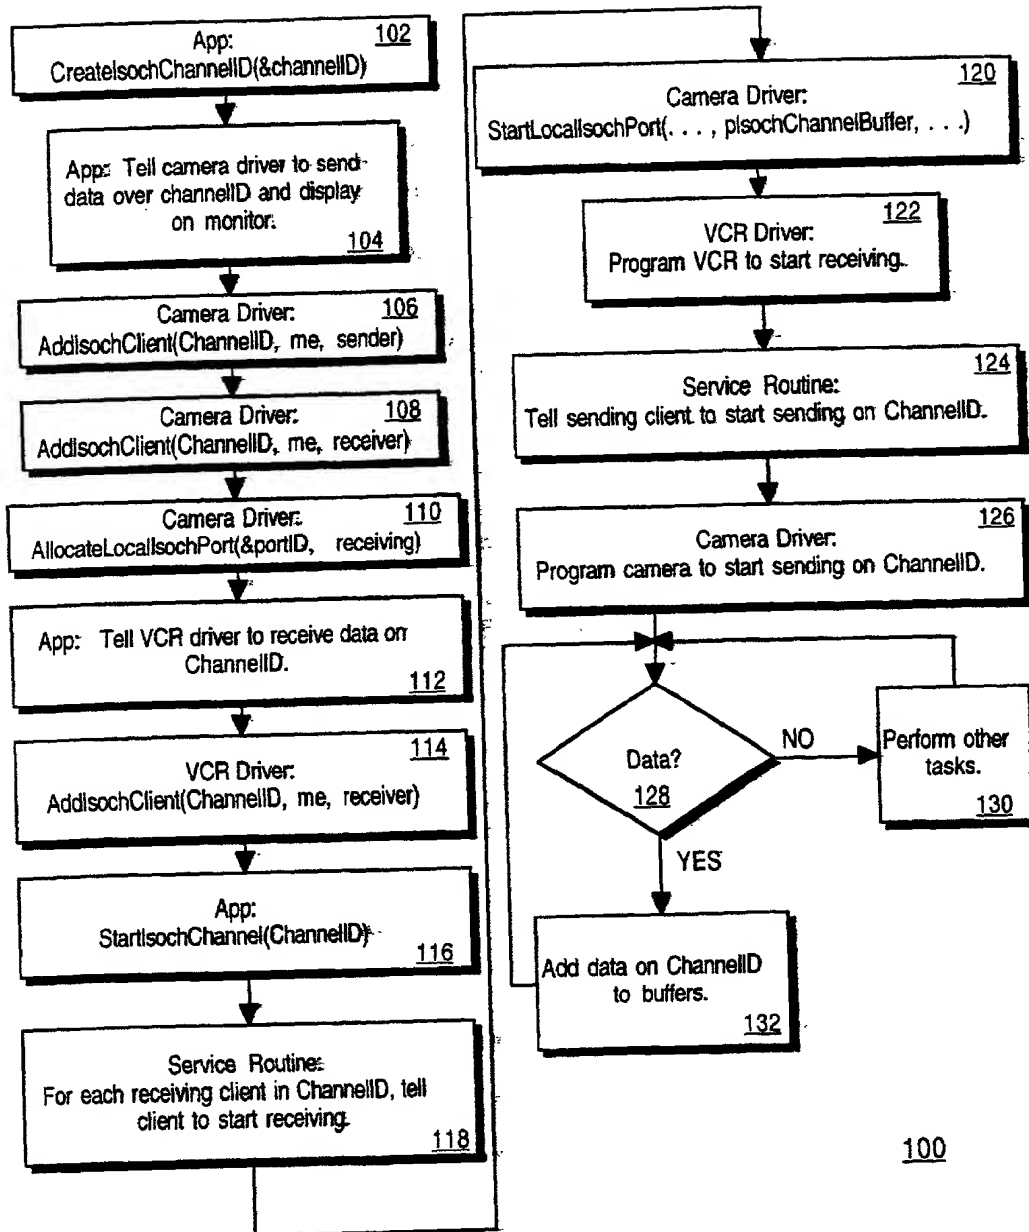 App: 102
CreateIsochChannelID(&channelID)
App: Tell camera driver to send
data over channelID and display
on monitor.
104
Camera Driver: 106
AddIsochClient(ChannelID, me, sender)
Camera Driver: 108
AddIsochClient(ChannelID, me, receiver)
Camera Driver: 110
AllocateLocalIsochPort(&portID, receiving)
App: Tell VCR driver to receive data on
ChannelID.
112
114
VCR Driver:
AddIsochClient(ChannelID, me, receiver)
App:
StartIsochChannel(ChannelID)
116
Service Routine:
For each receiving client in ChannelID, tell
client to start receiving.
118
120
Camera Driver:
StartLocalIsochPort(. . . , pIsochChannelBuffer, . . .)
122
VCR Driver:
Program VCR to start receiving.
124
Service Routine:
Tell sending client to start sending on ChannelID.
126
Camera Driver:
Program camera to start sending on ChannelID.
Data?
128
NO
Perform other
tasks.
130
YES
Add data on ChannelID
to buffers.
132
100